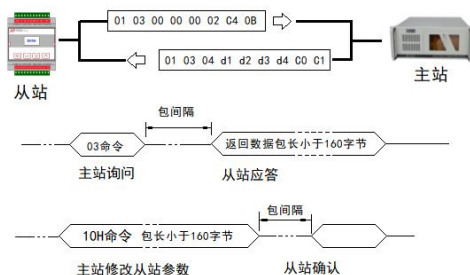 01 03 00 00 00 02 C4 0B
01 03 04 d1 d2 d3 d4 C0 C1
从站
主站
包间隔
03命令
返回数据包长小于160字节
主站询问
从站应答
包间隔
10H命令 包长小于160字节
主站修改从站参数
从站确认